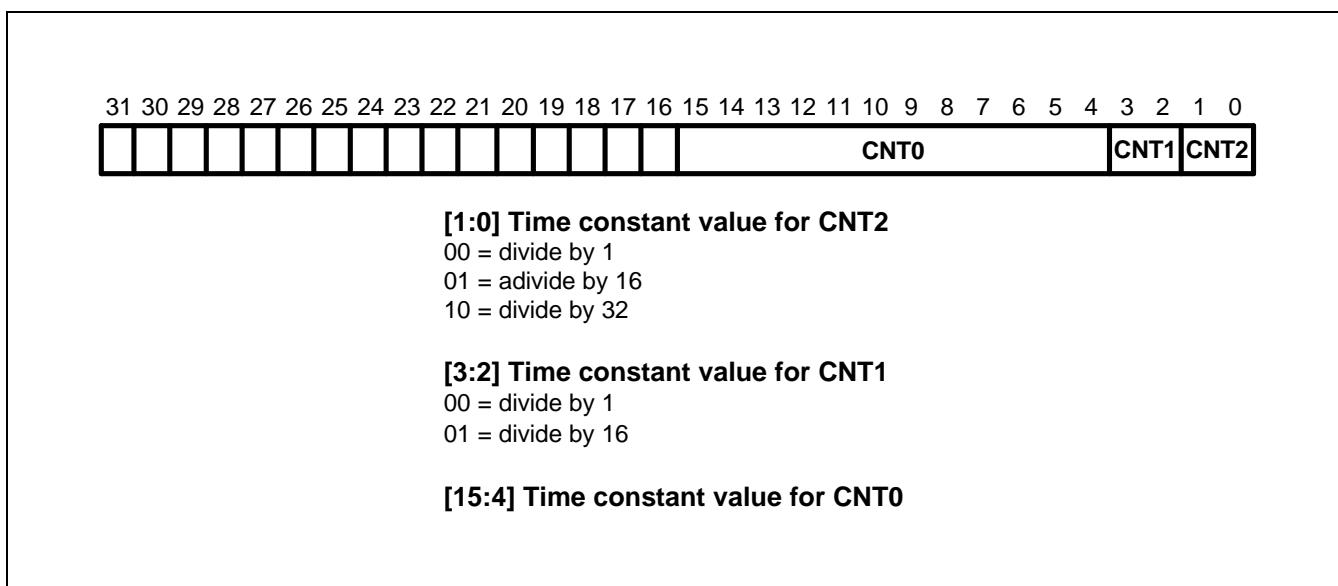 31 30 29 28 27 26 25 24 23 22 21 20 19 18 17 16 15 14 13 12 11 10 9 8 7 6 5 4 3 2 1 0
CNT0 CNT1 CNT2
[1:0] Time constant value for CNT2
00 = divide by 1
01 = adivide by 16
10 = divide by 32
[3:2] Time constant value for CNT1
00 = divide by 1
01 = divide by 16
[15:4] Time constant value for CNT0